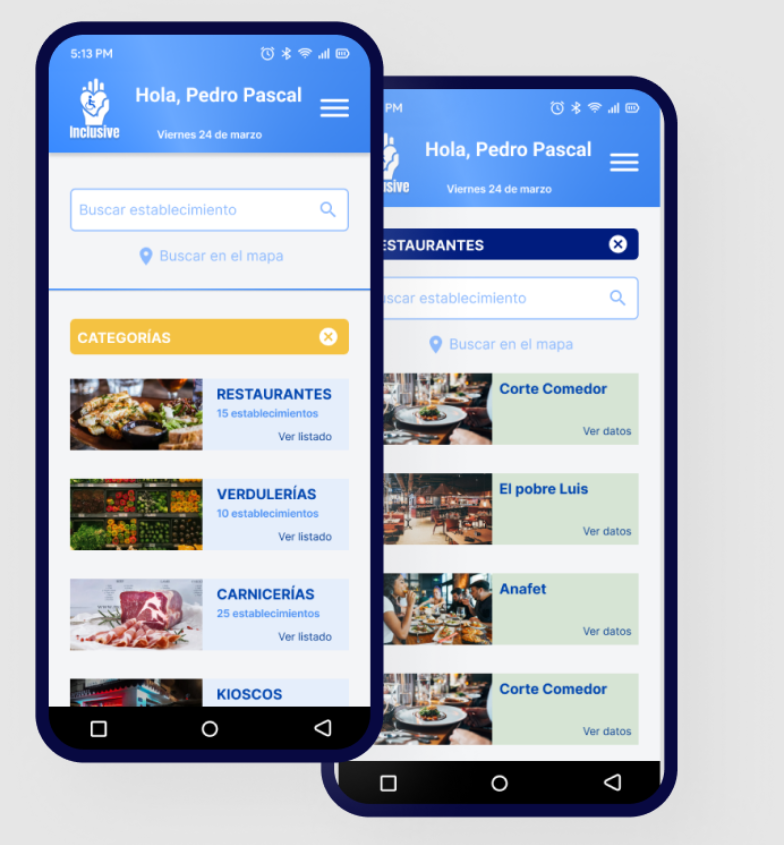 5:13 PM
Hola, Pedro Pascal
Inclusive
Viernes 24 de marzo
Buscar establecimiento
Buscar en el mapa
CATEGORÍAS
RESTAURANTES
15 establecimientos
Ver listado
VERDULERÍAS
10 establecimientos
Ver listado
CARNICERÍAS
25 establecimientos
Ver listado
KIOSCOS
PM
Hola, Pedro Pascal
usive
Viernes 24 de marzo
ESTAURANTES
scar establecimiento
Buscar en el mapa
Corte Comedor
Ver datos
El pobre Luis
Ver datos
Anafet
Ver datos
Corte Comedor
Ver datos